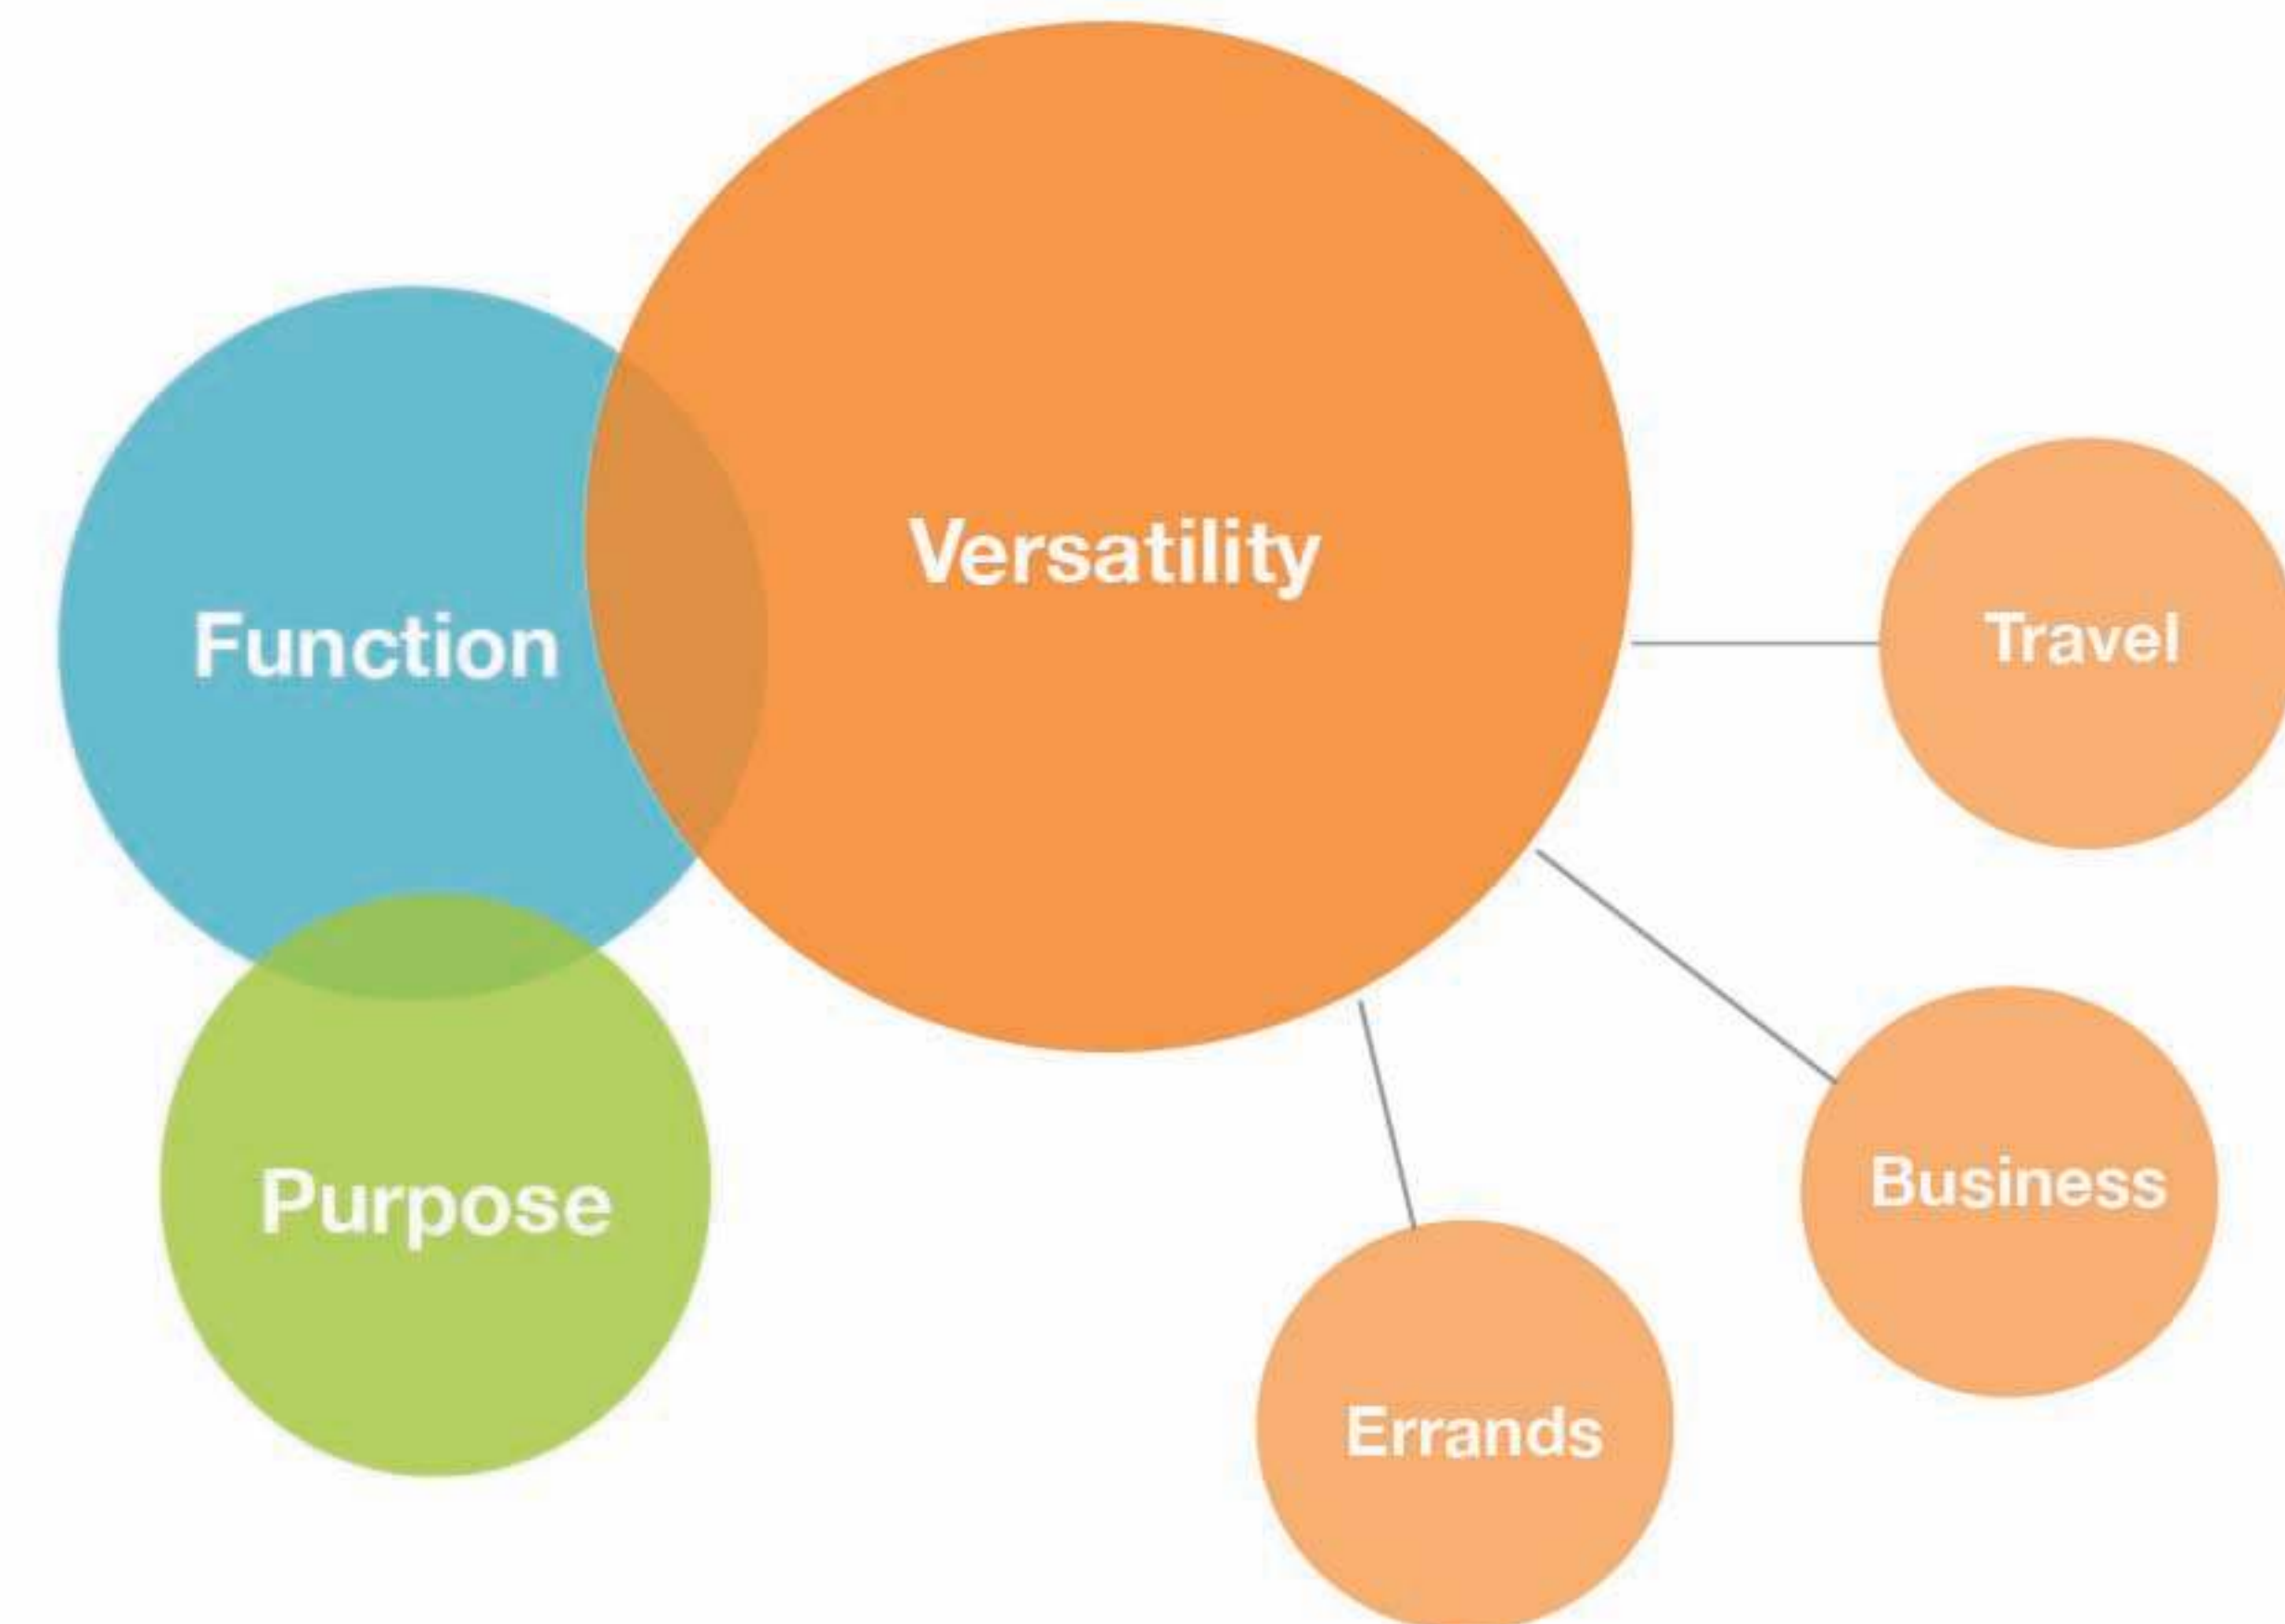 Versatility
Function
Travel
Purpose
Business
Errands